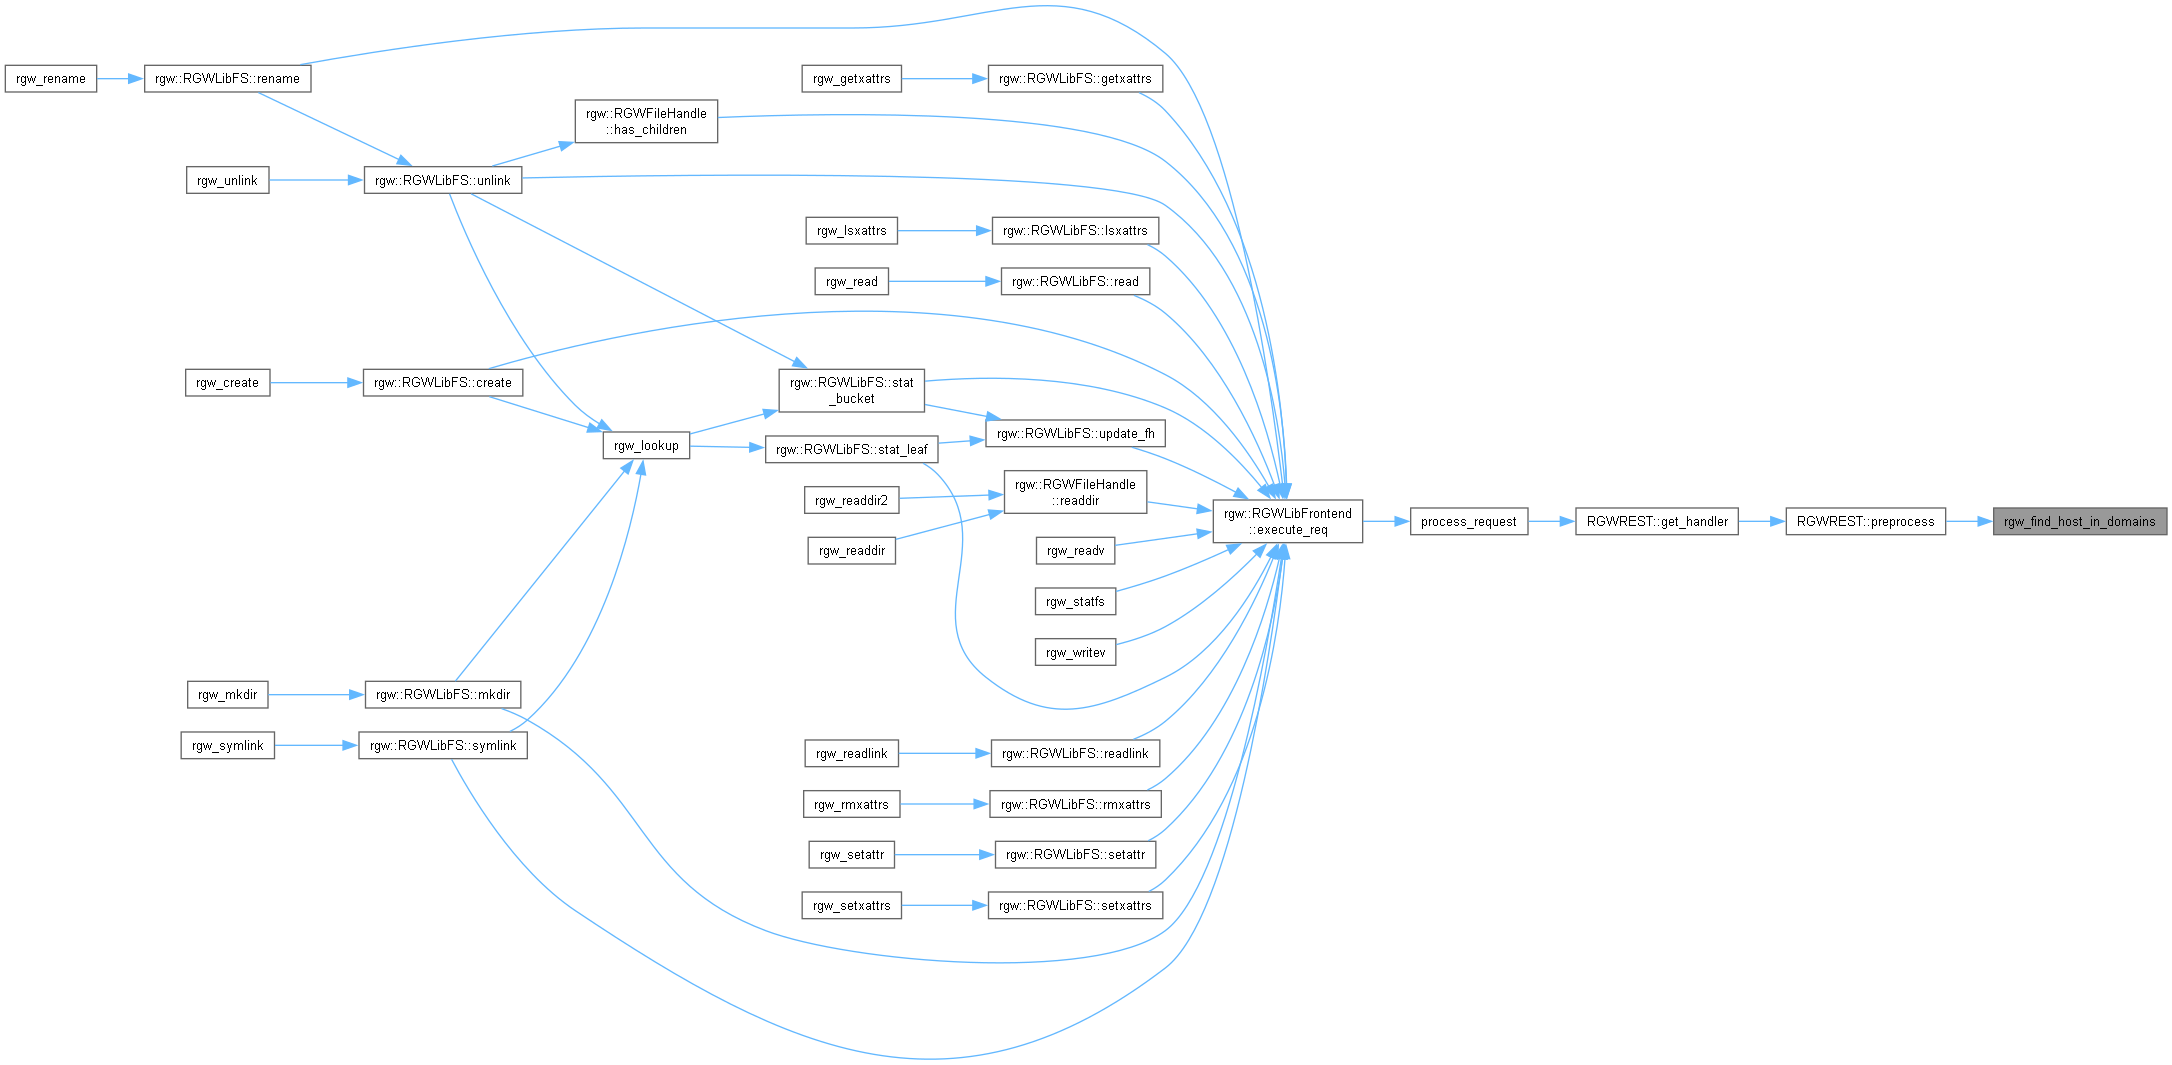 rgw_rename
rgw::RGWLibFS::rename
rgw_getxattrs
rgw::RGWLibFS::getxattrs
rgw::RGWFileHandle
::has_children
rgw_unlink
rgw::RGWLibFS::unlink
rgw_lsxattrs
rgw::RGWLibFS::lsxattrs
rgw_read
rgw::RGWLibFS::read
rgw_create
rgw::RGWLibFS::create
rgw::RGWLibFS::stat
_bucket
rgw::RGWLibFS::update_fh
rgw_lookup
rgw::RGWLibFS::stat_leaf
rgw_readdir2
rgw::RGWFileHandle
::readdir
rgw::RGWLibFrontend
::execute_req
process_request
RGWREST::get_handler
RGWREST::preprocess
rgw_find_host_in_domains
rgw_readdir
rgw_readv
rgw_statfs
rgw_writev
rgw_mkdir
rgw::RGWLibFS::mkdir
rgw_symlink
rgw::RGWLibFS::symlink
rgw_readlink
rgw::RGWLibFS::readlink
rgw_rmxattrs
rgw::RGWLibFS::rmxattrs
rgw_setattr
rgw::RGWLibFS::setattr
rgw_setxattrs
rgw::RGWLibFS::setxattrs